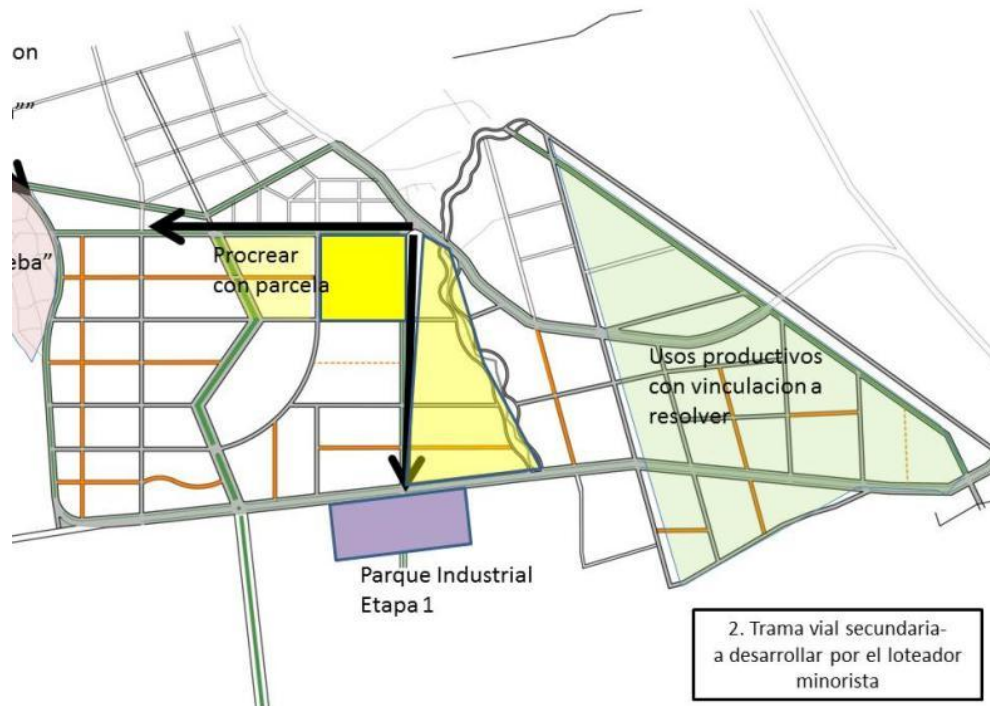 on
""
eba”
Procrear
con parcela
Usos productivos
con vinculacion a
resolver
Parque Industrial
Etapa 1
2. Trama vial secundaria-
a desarrollar por el loteador
minorista